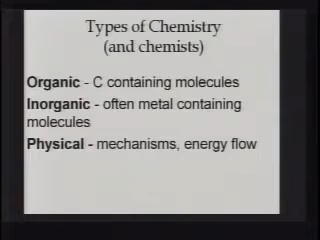 Types of Chemistry
(and chemists)
Organic - C containing molecules
Inorganic - often metal containing
molecules
Physical - mechanisms, energy flow